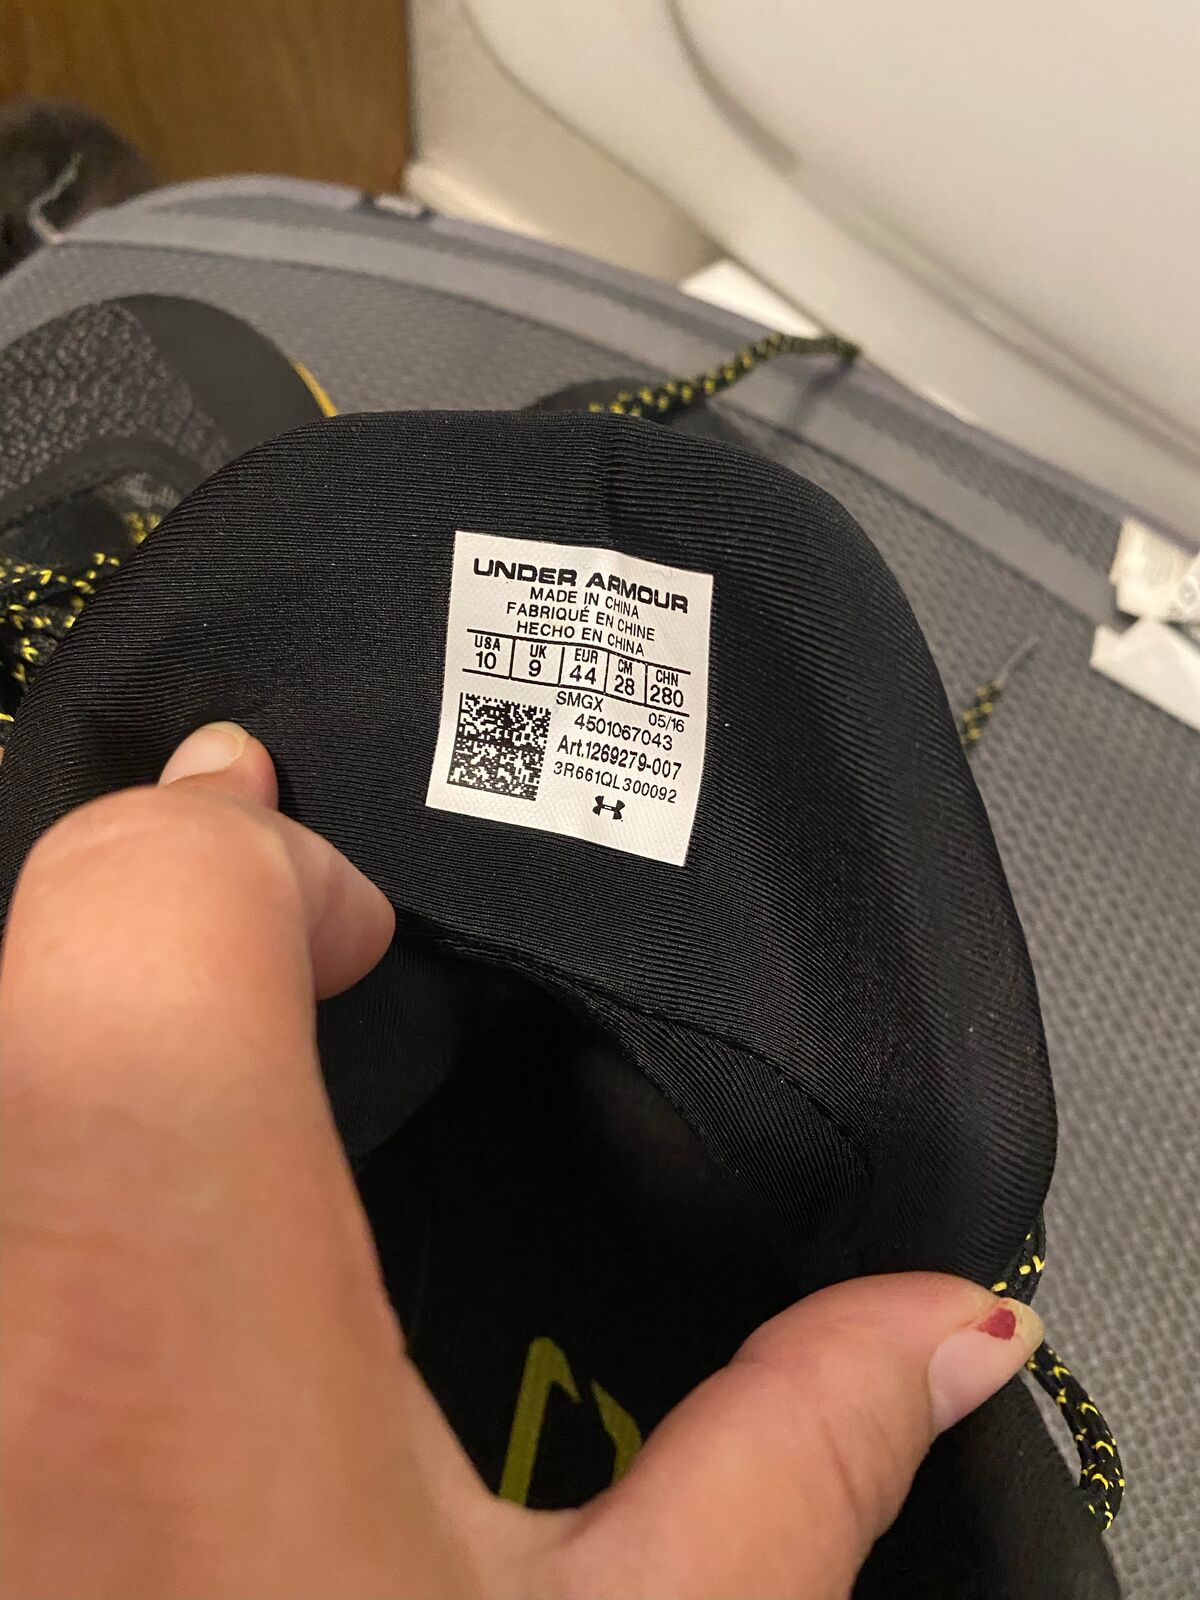 UNDER ARMOUR
MADE IN CHINA
FABRIQUÉ EN CHINE
HECHO EN CHINA
USA UK EUR CM CHN
10 9 44 28 280
SMGX 05/16
4501067043
Art.1269279-007
3R661QL300092